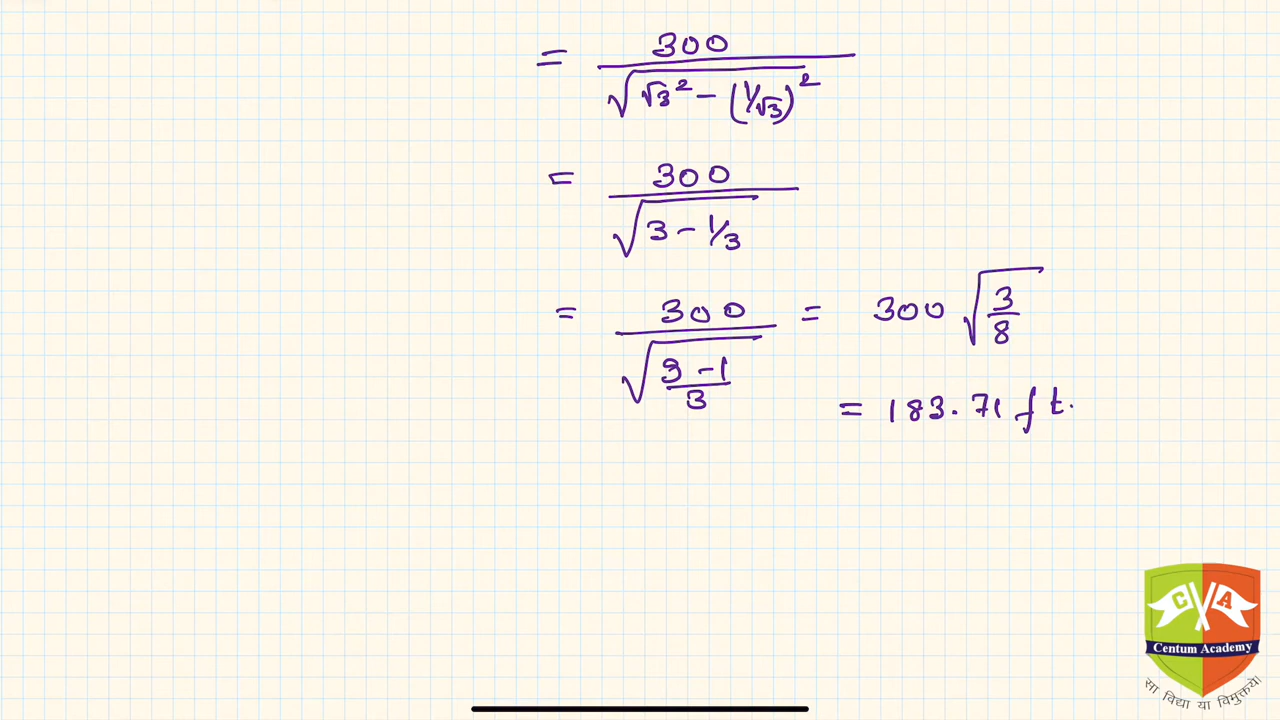 = 300 / √(√3² - (1/√3)²)
= 300 / √(3 - 1/3)
= 300 / √((9 - 1)/3) = 300 √(3/8)
= 183.71 ft.
C A
Centum Academy
सा विद्या या विमुक्तये